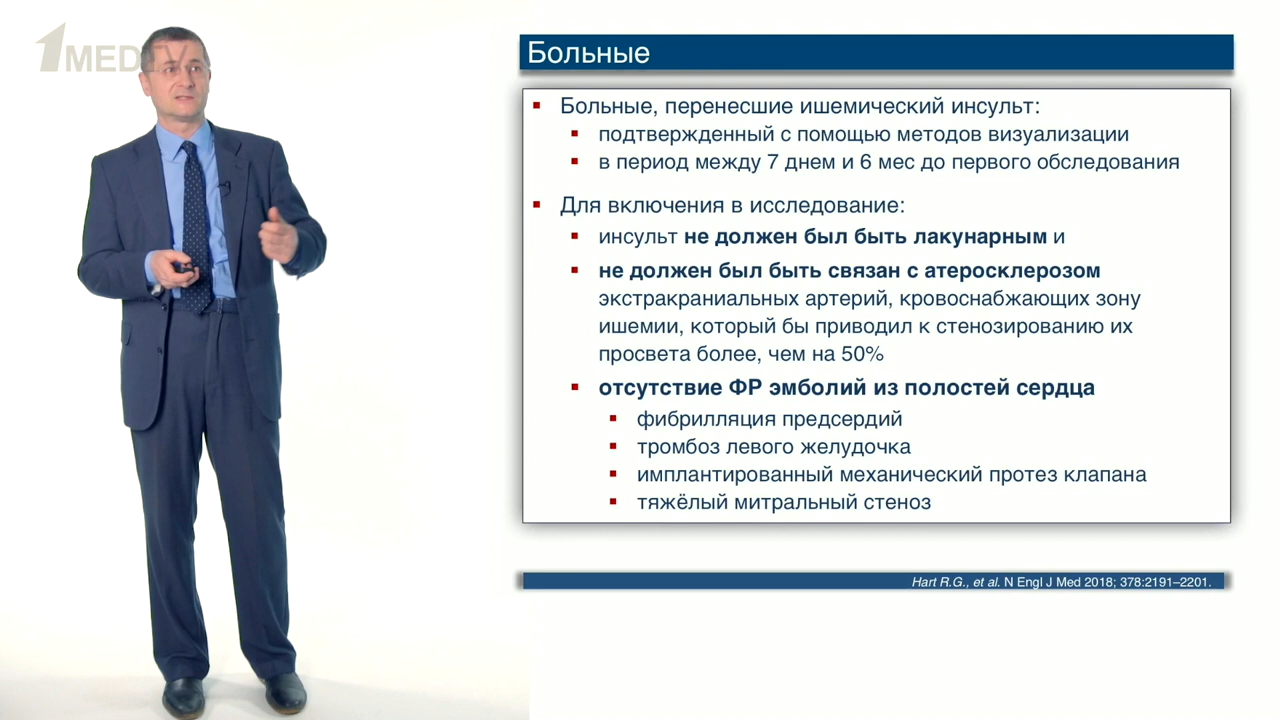 1MEDTV
Больные
Больные, перенесшие ишемический инсульт:
подтвержденный с помощью методов визуализации
в период между 7 днем и 6 мес до первого обследования
Для включения в исследование:
инсульт не должен был быть лакунарным и
не должен был быть связан с атеросклерозом
экстракраниальных артерий, кровоснабжающих зону
ишемии, который бы приводил к стенозированию их
просвета более, чем на 50%
отсутствие ФР эмболий из полостей сердца
фибрилляция предсердий
тромбоз левого желудочка
имплантированный механический протез клапана
тяжёлый митральный стеноз
Hart R.G., et al. N Engl J Med 2018; 378:2191–2201.